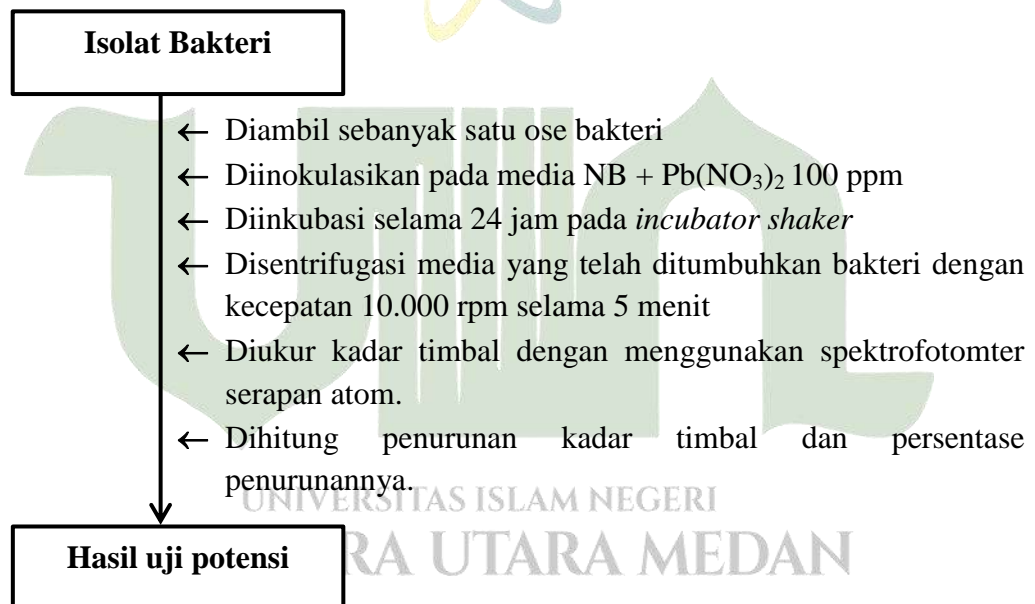 Isolat Bakteri
← Diambil sebanyak satu ose bakteri
← Diinokulasikan pada media NB + Pb(NO₃)₂ 100 ppm
← Diinkubasi selama 24 jam pada incubator shaker
← Disentrifugasi media yang telah ditumbuhkan bakteri dengan
kecepatan 10.000 rpm selama 5 menit
← Diukur kadar timbal dengan menggunakan spektrofotomter
serapan atom.
← Dihitung penurunan kadar timbal dan persentase
penurunannya.
UNIVERSITAS ISLAM NEGERI
RA UTARA MEDAN
Hasil uji potensi